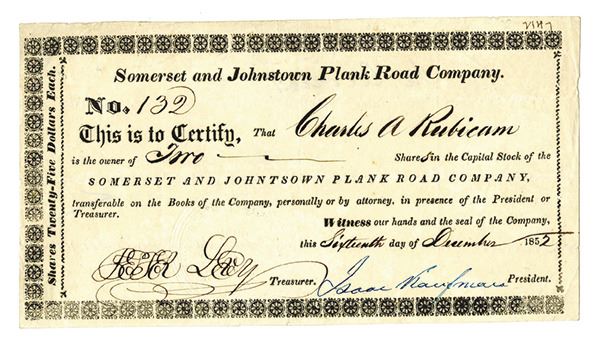 Somerset and Johnstown Plank Road Company.
No. 132
This is to Certify, That Charles A Rubicam
is the owner of Two Shares in the Capital Stock of the
SOMERSET AND JOHNTSOWN PLANK ROAD COMPANY,
transferable on the Books of the Company, personally or by attorney, in presence of the President or
Treasurer.
Witness our hands and the seal of the Company,
this Sixteenth day of December 1852
Treasurer. Isaac Kaufman President.
Shares Twenty-Five Dollars Each.